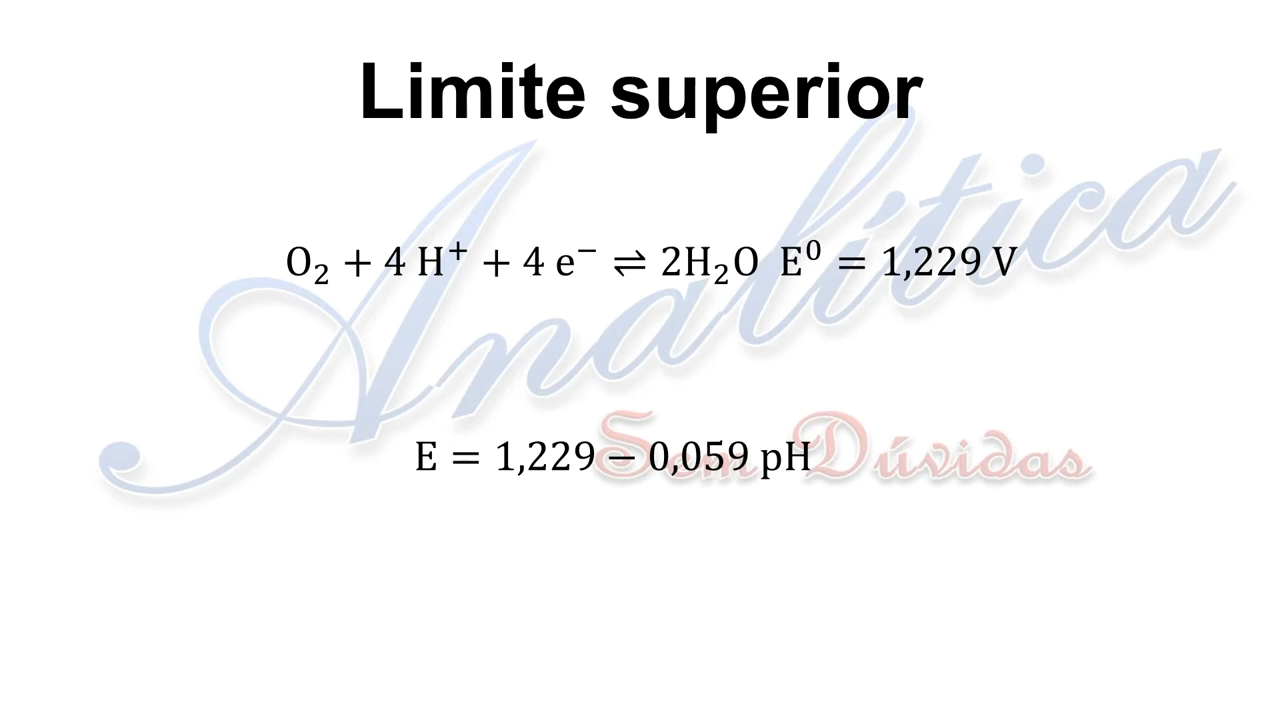 Limite superior
O₂ + 4 H⁺ + 4 e⁻ ⇌ 2H₂O E⁰ = 1,229 V
E = 1,229 − 0,059 pH
Analítica
Sem Dúvidas